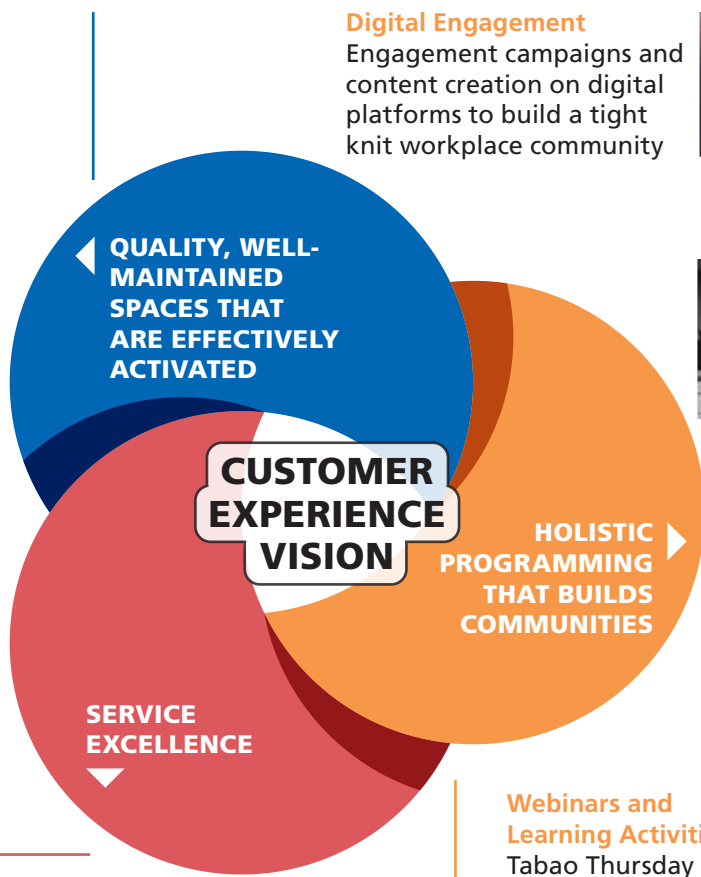 Digital Engagement
Engagement campaigns and
content creation on digital
platforms to build a tight
knit workplace community
QUALITY, WELL-
MAINTAINED
SPACES THAT
ARE EFFECTIVELY
ACTIVATED
CUSTOMER
EXPERIENCE
VISION
HOLISTIC
PROGRAMMING
THAT BUILDS
COMMUNITIES
SERVICE
EXCELLENCE
Webinars and
Learning Activiti
Tabao Thursday